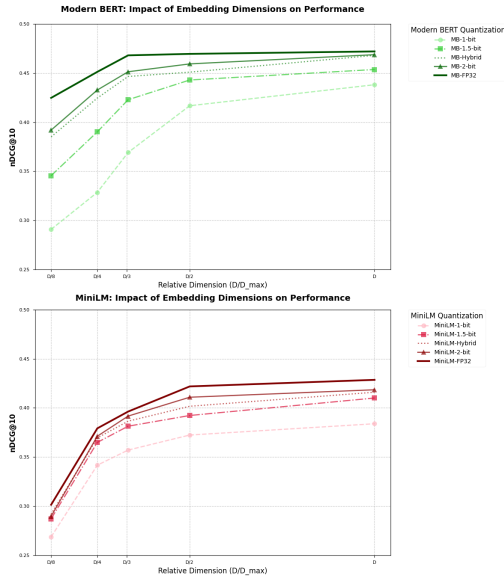 Modern BERT: Impact of Embedding Dimensions on Performance
0.50
0.45
0.40
0.35
0.30
0.25
nDCG@10
D/8
D/4
D/3
D/2
D
Relative Dimension (D/D_max)
Modern BERT Quantization
MB-1-bit
MB-1.5-bit
MB-Hybrid
MB-2-bit
MB-FP32
MiniLM: Impact of Embedding Dimensions on Performance
0.50
0.45
0.40
0.35
0.30
0.25
nDCG@10
D/8
D/4
D/3
D/2
D
Relative Dimension (D/D_max)
MiniLM Quantization
MiniLM-1-bit
MiniLM-1.5-bit
MiniLM-Hybrid
MiniLM-2-bit
MiniLM-FP32